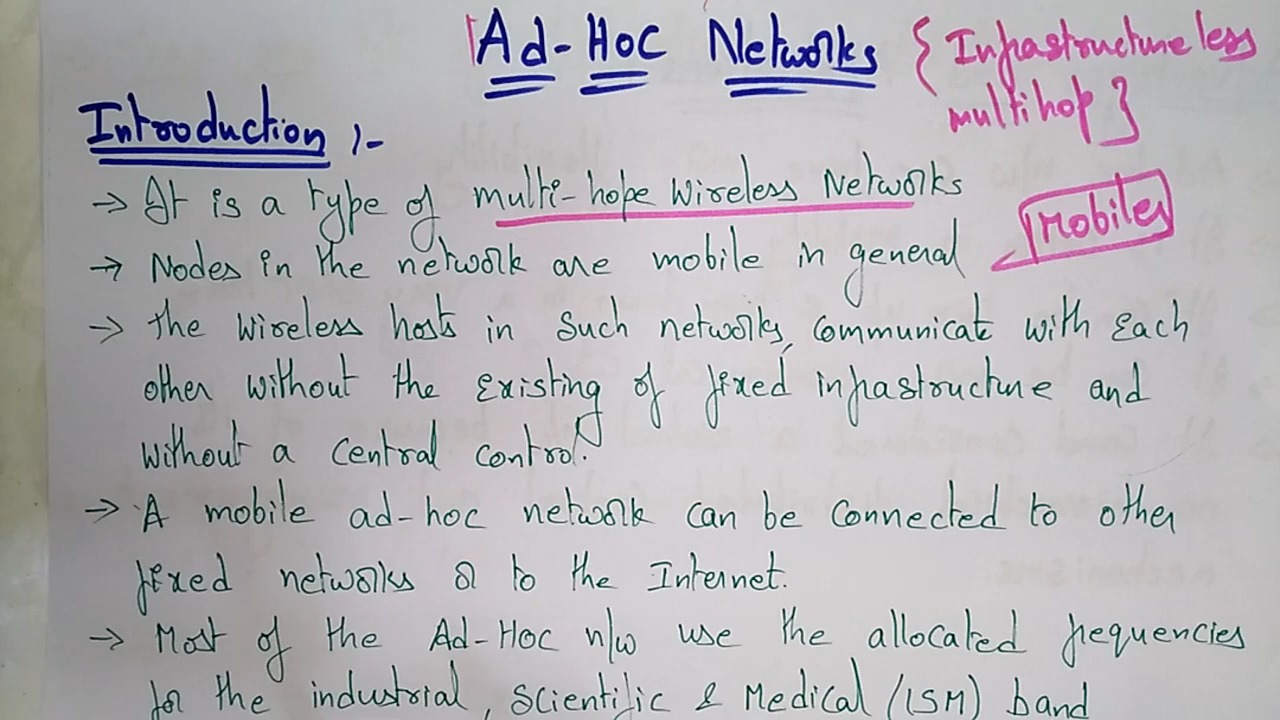 Ad-Hoc Networks { Infrastructure less
multihop }
Introduction :-
→ It is a type of multi-hope Wireless Networks
→ Nodes in the network are mobile in general
mobiles
→ the wireless hosts in such networks, communicate with each
other without the existing of fixed infrastructure and
without a central control.
→ A mobile ad-hoc network can be connected to other
fixed networks or to the Internet.
→ Most of the Ad-Hoc n/w use the allocated frequencies
for the industrial, scientific & Medical (ISM) band